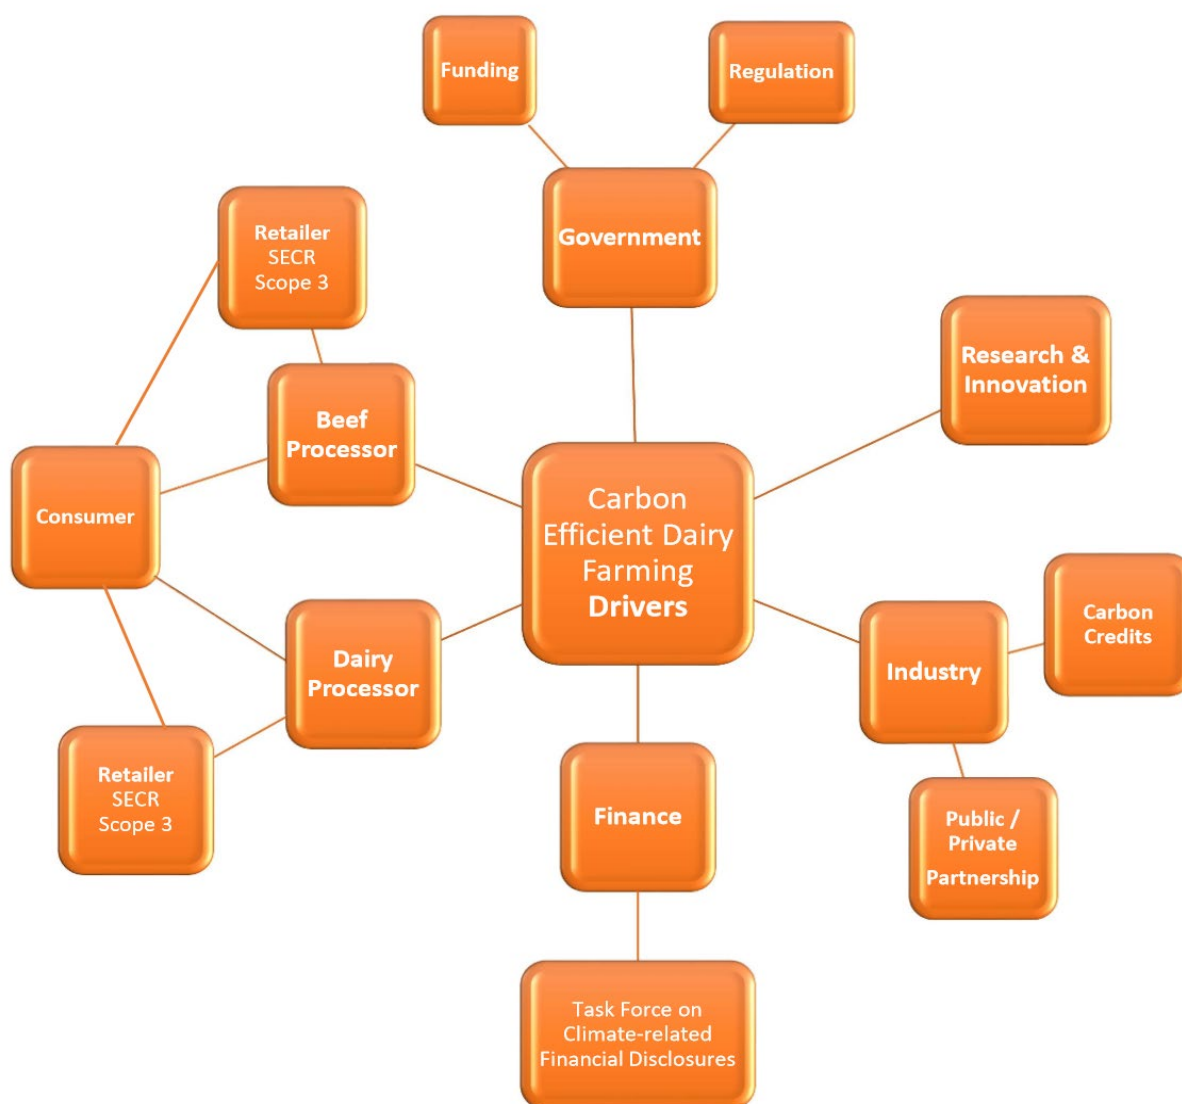 Funding
Regulation
Government
Retailer
SECR
Scope 3
Research &
Innovation
Beef
Processor
Consumer
Carbon
Efficient Dairy
Farming
Drivers
Carbon
Credits
Dairy
Processor
Industry
Retailer
SECR
Scope 3
Finance
Public /
Private
Partnership
Task Force on
Climate-related
Financial Disclosures